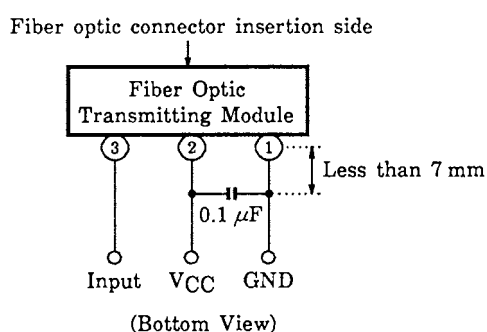 Fiber optic connector insertion side
Fiber Optic
Transmitting Module
3 2 1
Less than 7 mm
0.1 μF
Input VCC GND
(Bottom View)